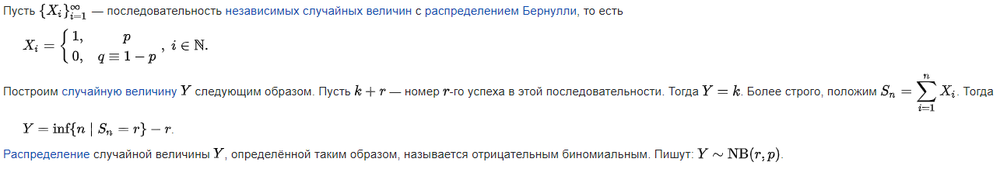 Пусть $\{X_i\}_{i=1}^{\infty}$ — последовательность независимых случайных величин с распределением Бернулли, то есть
$X_i = \begin{cases} 1, & p \\ 0, & q \equiv 1 - p \end{cases}, \; i \in \mathbb{N}.$
Построим случайную величину $Y$ следующим образом. Пусть $k + r$ — номер $r$-го успеха в этой последовательности. Тогда $Y = k$. Более строго, положим $S_n = \sum_{i=1}^{n} X_i$. Тогда
$Y = \inf\{n \mid S_n = r\} - r.$
Распределение случайной величины $Y$, определённой таким образом, называется отрицательным биномиальным. Пишут: $Y \sim \mathrm{NB}(r, p)$.